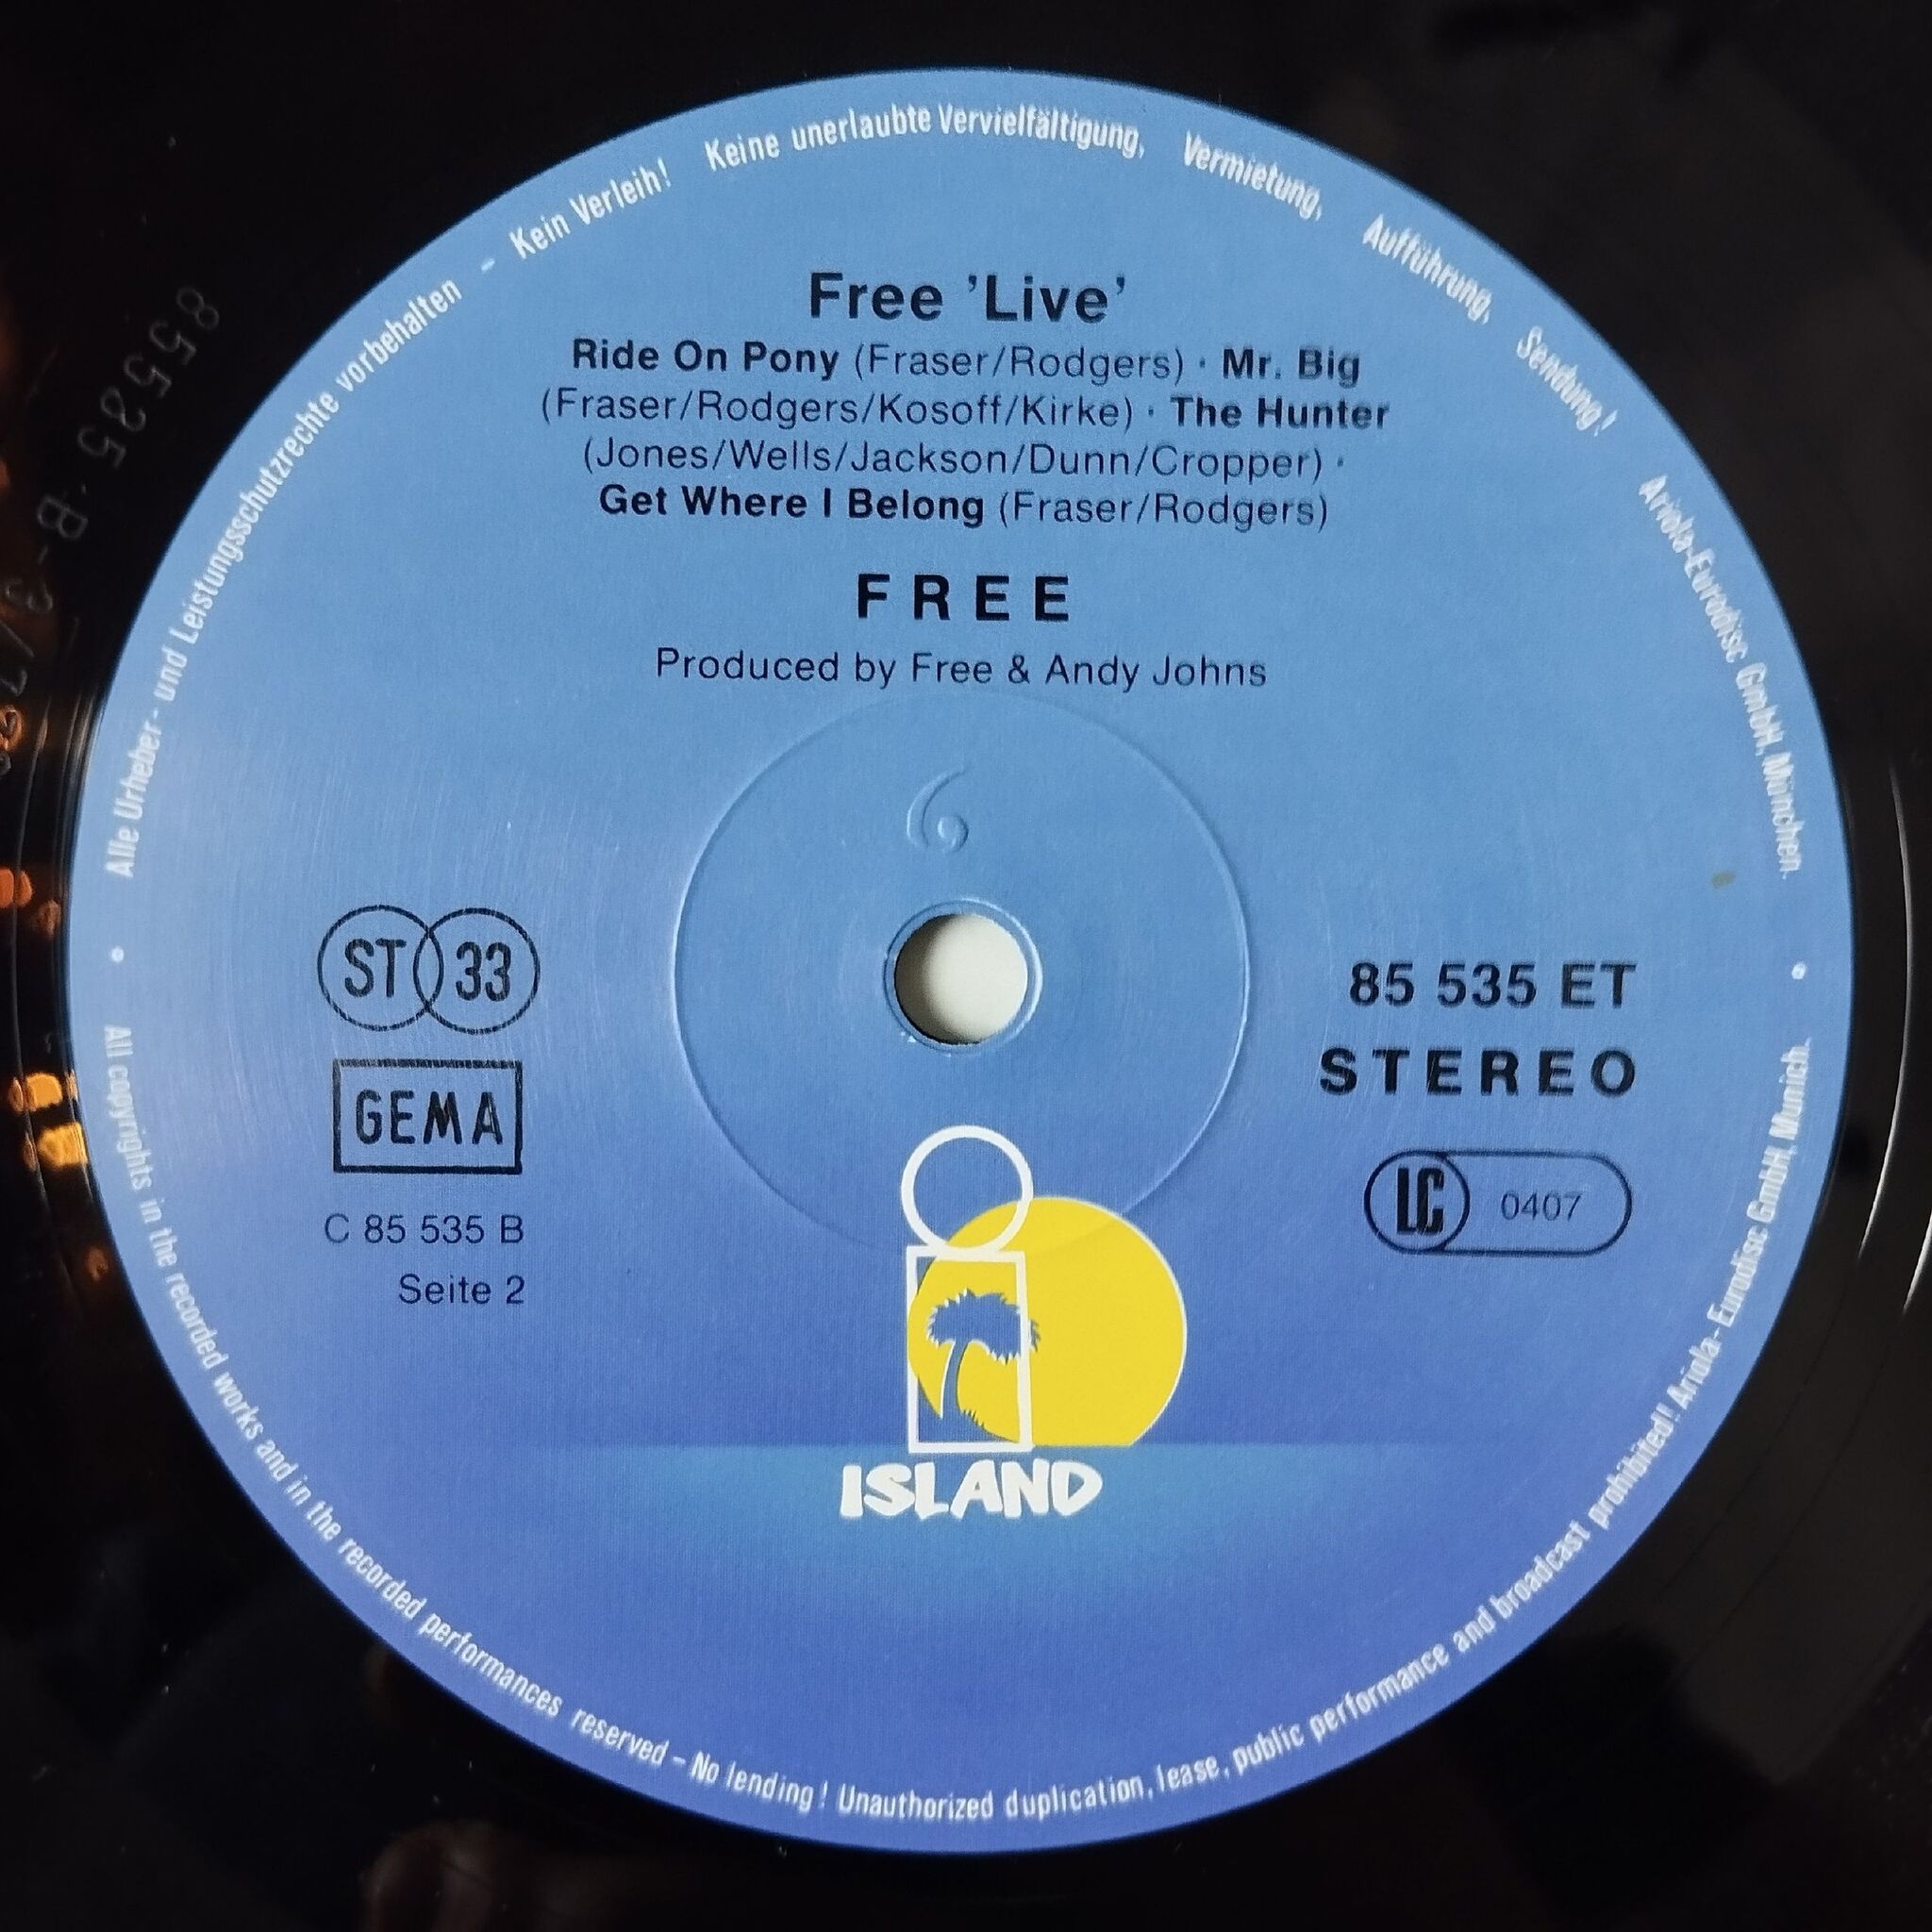 Alle Urheber- und Leistungsschutzrechte vorbehalten – Kein Verleih! Keine unerlaubte Vervielfältigung, Vermietung, Aufführung, Sendung! Ariola-Eurodisc GmbH, München.
Free 'Live'
Ride On Pony (Fraser/Rodgers) · Mr. Big
(Fraser/Rodgers/Kosoff/Kirke) · The Hunter
(Jones/Wells/Jackson/Dunn/Cropper) ·
Get Where I Belong (Fraser/Rodgers)
FREE
Produced by Free & Andy Johns
6
ST 33
GEMA
C 85 535 B
Seite 2
85 535 ET
STEREO
LC 0407
ISLAND
All copyrights in the recorded works and in the recorded performances reserved – No lending! Unauthorized duplication, lease, public performance and broadcast prohibited! Ariola-Eurodisc GmbH, Munich.
85535·B-3